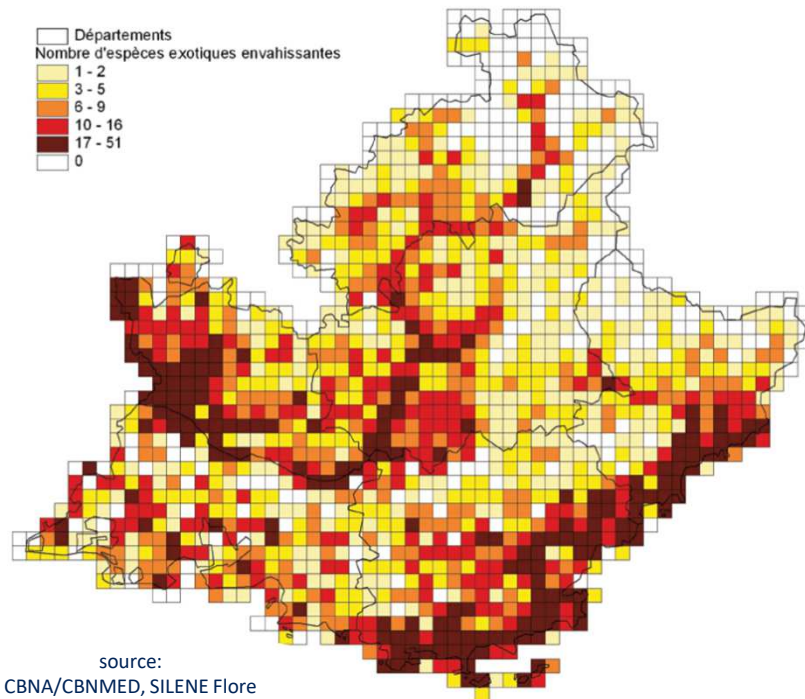 Départements
Nombre d'espèces exotiques envahissantes
1 - 2
3 - 5
6 - 9
10 - 16
17 - 51
0
source:
CBNA/CBNMED, SILENE Flore